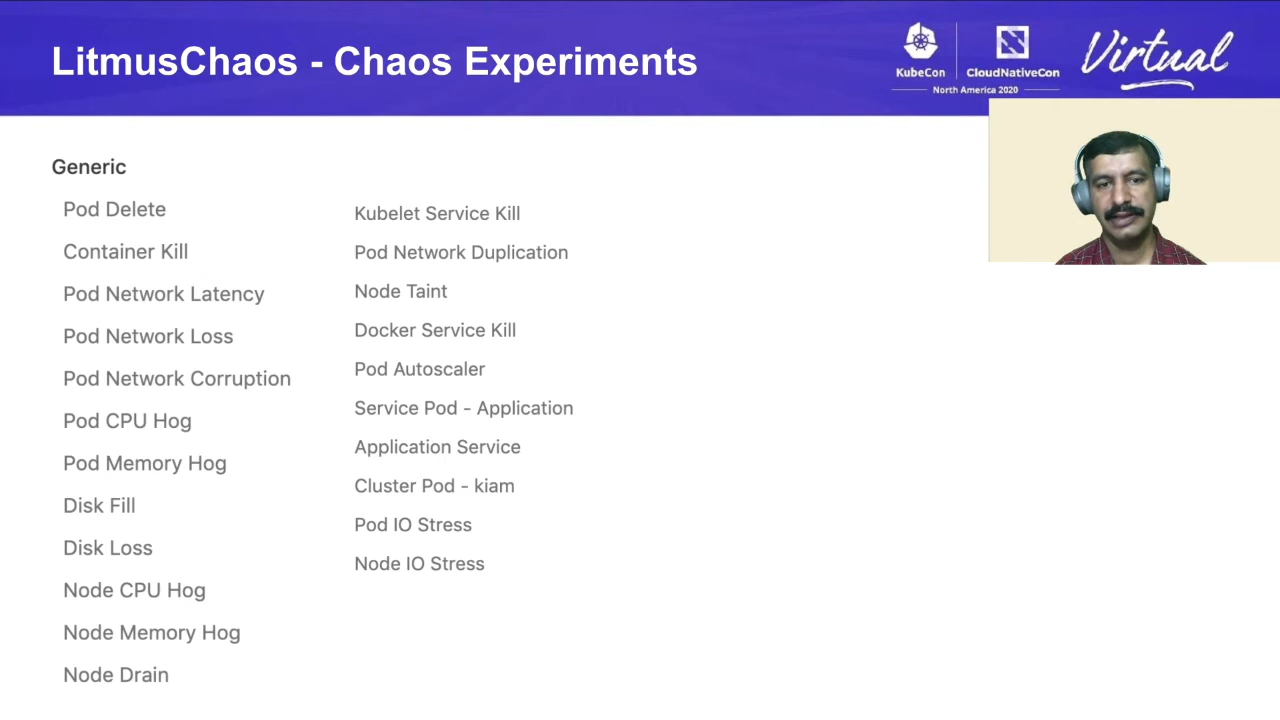 LitmusChaos - Chaos Experiments
KubeCon
CloudNativeCon
North America 2020
Virtual
Generic
Pod Delete
Container Kill
Pod Network Latency
Pod Network Loss
Pod Network Corruption
Pod CPU Hog
Pod Memory Hog
Disk Fill
Disk Loss
Node CPU Hog
Node Memory Hog
Node Drain
Kubelet Service Kill
Pod Network Duplication
Node Taint
Docker Service Kill
Pod Autoscaler
Service Pod - Application
Application Service
Cluster Pod - kiam
Pod IO Stress
Node IO Stress